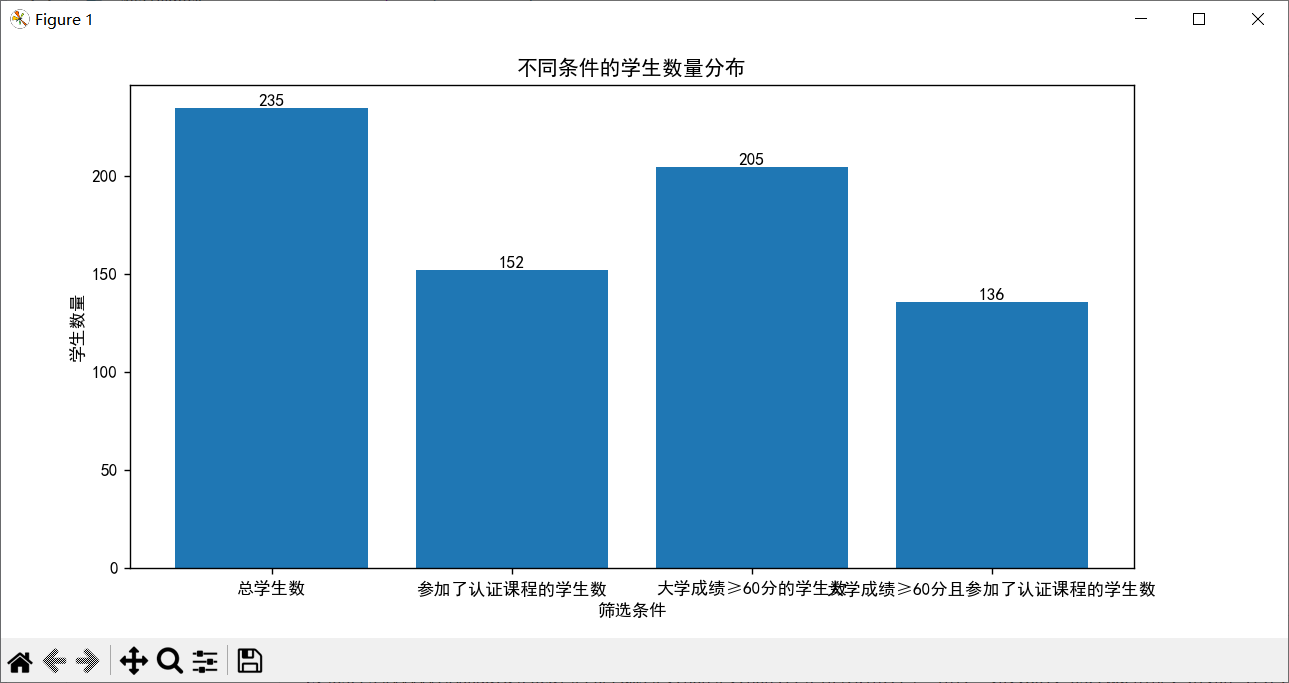 Figure 1
不同条件的学生数量分布
235
205
200
152
150
136
学生数量
100
50
0
总学生数
参加了认证课程的学生数
大学成绩≥60分的学生数
大学成绩≥60分且参加了认证课程的学生数
筛选条件